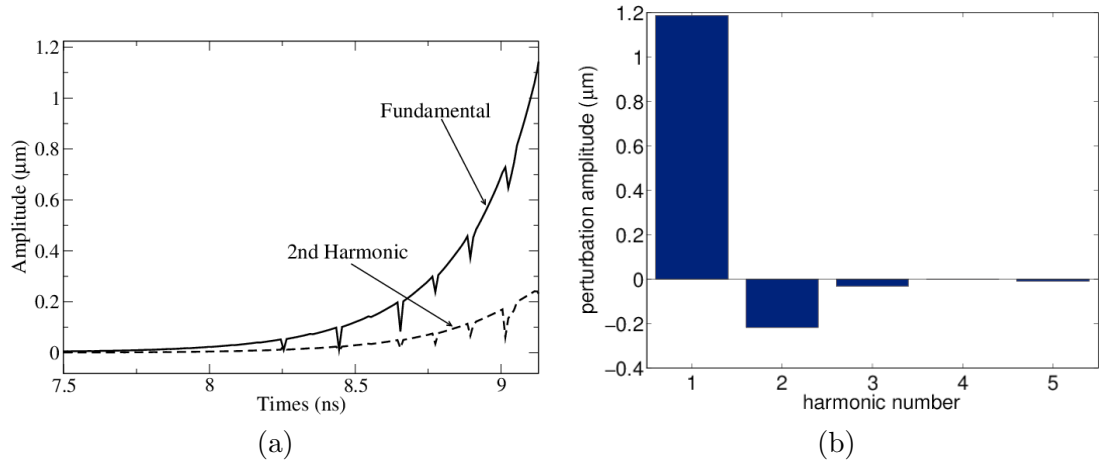 1.2
1
0.8
0.6
0.4
0.2
0
Amplitude (μm)
Fundamental
2nd Harmonic
7.5 8 8.5 9
Times (ns)
(a)
1.2
1
0.8
0.6
0.4
0.2
0
−0.2
−0.4
perturbation amplitude (μm)
1 2 3 4 5
harmonic number
(b)